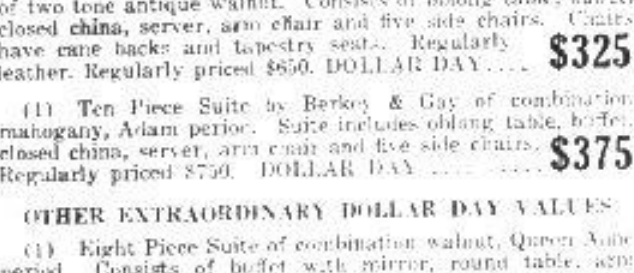 of two tone antique walnut. Consists of oblong table, buffet,
closed china, server, arm chair and five side chairs. Chairs
have cane backs and tapestry seats. Regularly
leather. Regularly priced $650. DOLLAR DAY.... $325
(1) Ten Piece Suite by Berkey & Gay of combination
mahogany, Adam period. Suite includes oblong table, buffet,
closed china, server, arm chair and five side chairs.
Regularly priced $750. DOLLAR DAY ........ $375
OTHER EXTRAORDINARY DOLLAR DAY VALUES:
(1) Eight Piece Suite of combination walnut, Queen Anne
period. Consists of buffet with mirror, round table, arm